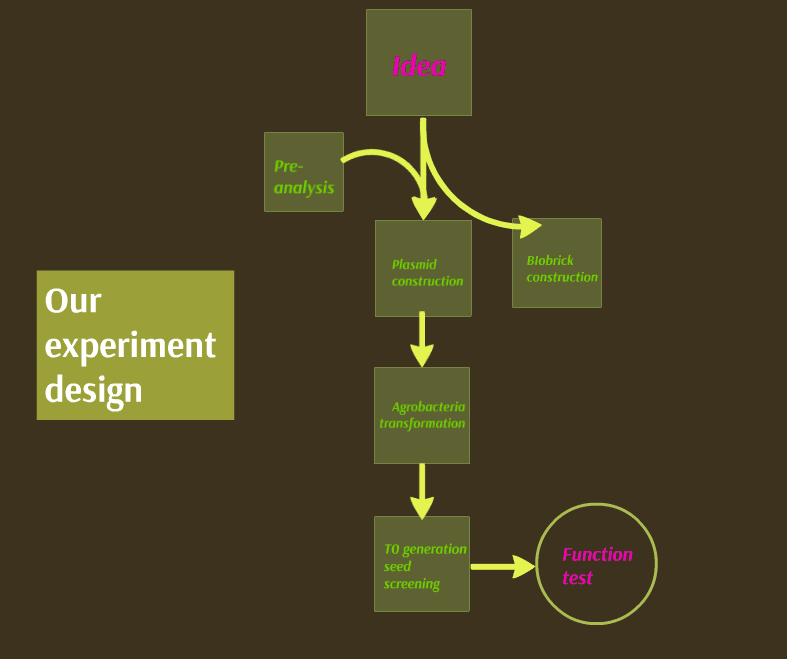 Idea
Pre-
analysis
Plasmid
construction
BIobrick
construction
Our
experiment
design
Agrobacteria
transformation
T0 generation
seed
screening
Function
test